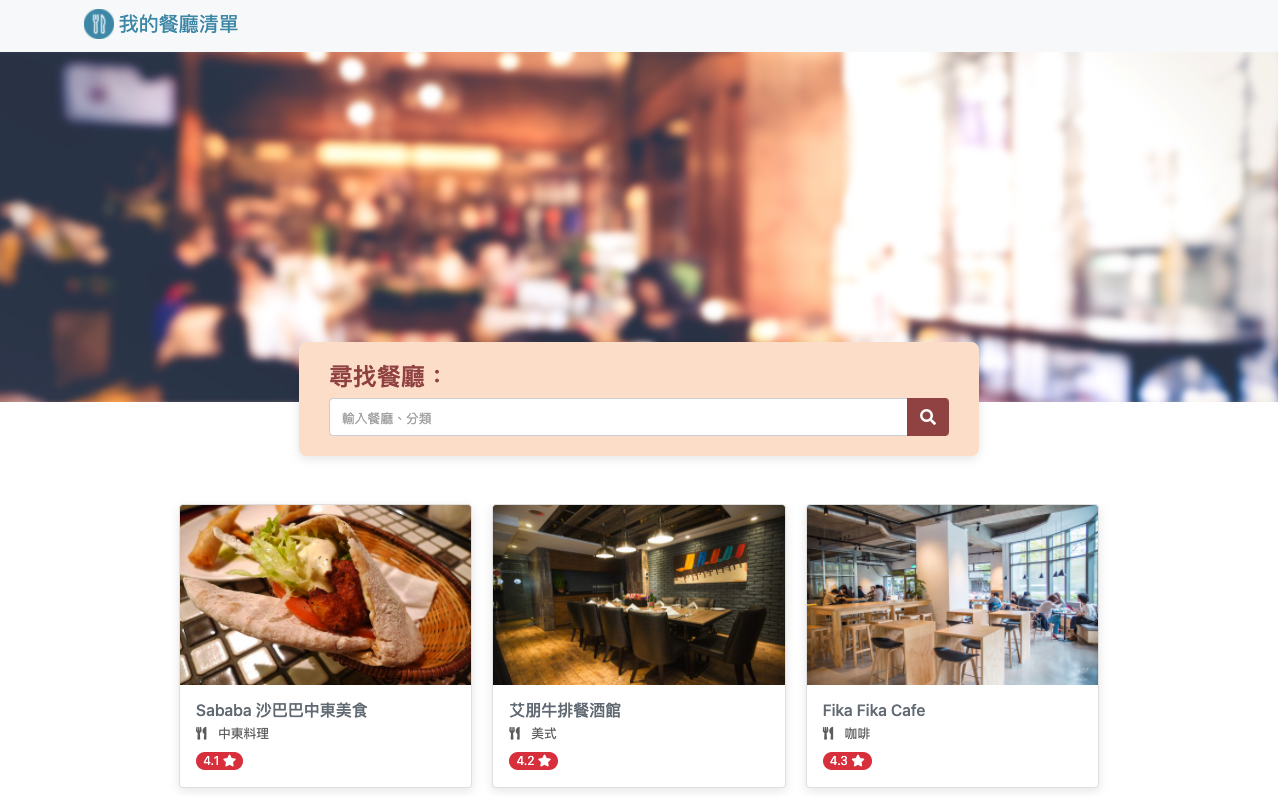 我的餐廳清單
尋找餐廳：
輸入餐廳、分類
Sababa 沙巴巴中東美食
中東料理
4.1
艾朋牛排餐酒館
美式
4.2
Fika Fika Cafe
咖啡
4.3